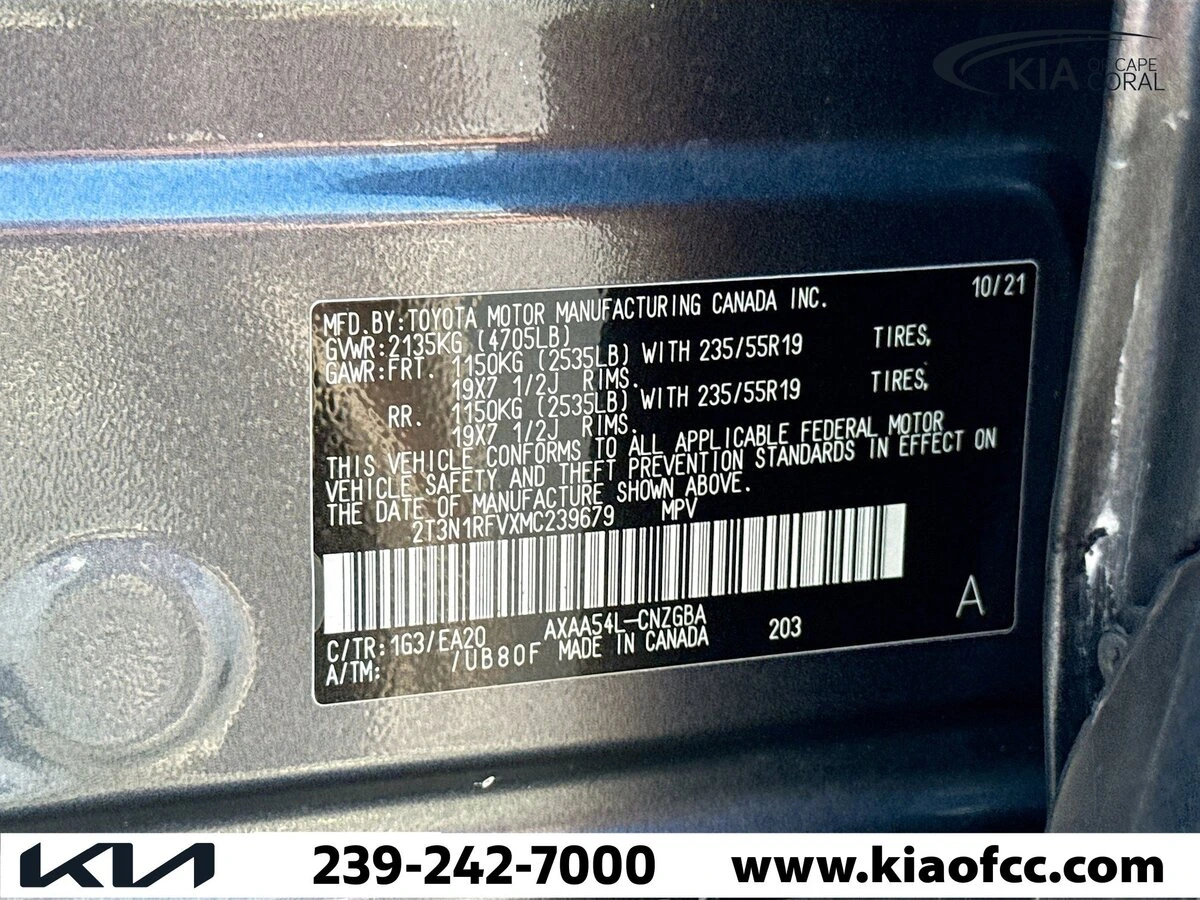 KIA OF CAPE CORAL
10/21
MFD.BY:TOYOTA MOTOR MANUFACTURING CANADA INC.
GVWR:2135KG (4705LB)
GAWR:FRT. 1150KG (2535LB) WITH 235/55R19 TIRES,
19X7 1/2J RIMS.
RR. 1150KG (2535LB) WITH 235/55R19 TIRES,
19X7 1/2J RIMS.
THIS VEHICLE CONFORMS TO ALL APPLICABLE FEDERAL MOTOR
VEHICLE SAFETY AND THEFT PREVENTION STANDARDS IN EFFECT ON
THE DATE OF MANUFACTURE SHOWN ABOVE.
2T3N1RFVXMC239679 MPV
C/TR:1G3/EA20 AXAA54L-CNZGBA 203 A
A/TM: /UB80F MADE IN CANADA
KIA 239-242-7000 www.kiaofcc.com